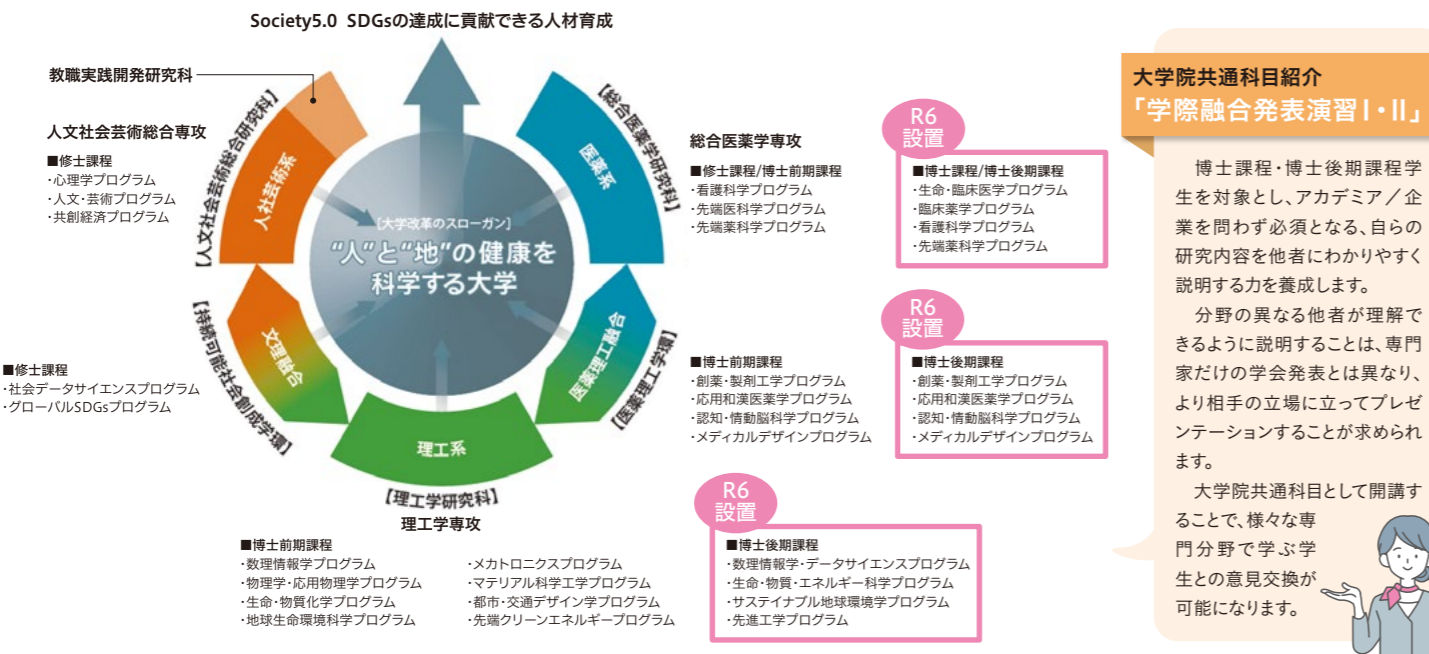 Society5.0 SDGsの達成に貢献できる人材育成
教職実践開発研究科
人文社会芸術総合専攻
■修士課程
・心理学プログラム
・人文・芸術プログラム
・共創経済プログラム
【人文社会芸術総合研究科】
人社芸術系
【総合医薬学研究科】
医薬系
[大学改革のスローガン]
“人”と“地”の健康を
科学する大学
総合医薬学専攻
■修士課程/博士前期課程
・看護科学プログラム
・先端医科学プログラム
・先端薬科学プログラム
R6
設置
■博士課程/博士後期課程
・生命・臨床医学プログラム
・臨床薬学プログラム
・看護科学プログラム
・先端薬科学プログラム
■修士課程
・社会データサイエンスプログラム
・グローバルSDGsプログラム
【持続可能社会創成学環】
文理融合
医薬理工融合
【医薬理工学環】
■博士前期課程
・創薬・製剤工学プログラム
・応用和漢医薬学プログラム
・認知・情動脳科学プログラム
・メディカルデザインプログラム
R6
設置
■博士後期課程
・創薬・製剤工学プログラム
・応用和漢医薬学プログラム
・認知・情動脳科学プログラム
・メディカルデザインプログラム
理工系
【理工学研究科】
理工学専攻
■博士前期課程
・数理情報学プログラム
・物理学・応用物理学プログラム
・生命・物質化学プログラム
・地球生命環境科学プログラム
・メカトロニクスプログラム
・マテリアル科学工学プログラム
・都市・交通デザイン学プログラム
・先端クリーンエネルギープログラム
R6
設置
■博士後期課程
・数理情報学・データサイエンスプログラム
・生命・物質・エネルギー科学プログラム
・サステイナブル地球環境学プログラム
・先進工学プログラム
大学院共通科目紹介
「学際融合発表演習Ⅰ・Ⅱ」
博士課程・博士後期課程学
生を対象とし、アカデミア／企
業を問わず必須となる、自らの
研究内容を他者にわかりやすく
説明する力を養成します。
分野の異なる他者が理解で
きるように説明することは、専門
家だけの学会発表とは異なり、
より相手の立場に立ってプレゼ
ンテーションすることが求められ
ます。
大学院共通科目として開講す
ることで、様々な専
門分野で学ぶ学
生との意見交換が
可能になります。